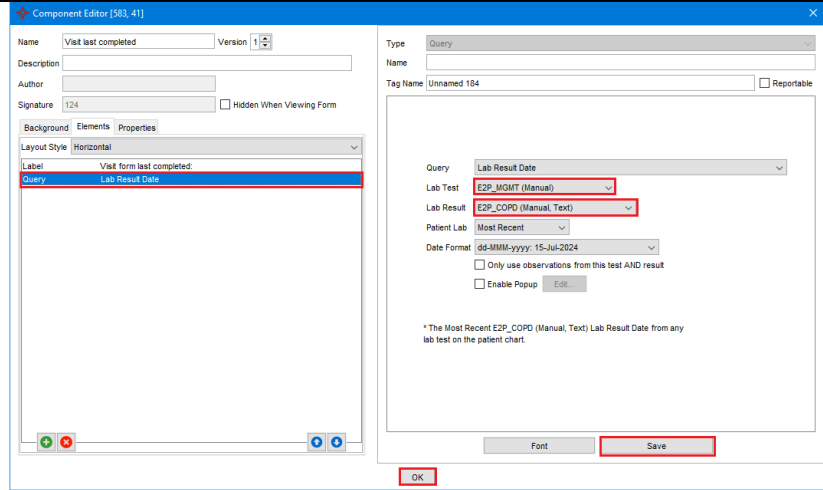 Component Editor [583, 41]
Name Visit last completed Version 1
Description
Author
Signature 124 Hidden When Viewing Form
Background Elements Properties
Layout Style Horizontal
Label Visit form last completed:
Query Lab Result Date
Type Query
Name
Tag Name Unnamed 184 Reportable
Query Lab Result Date
Lab Test E2P_MGMT (Manual)
Lab Result E2P_COPD (Manual, Text)
Patient Lab Most Recent
Date Format dd-MMM-yyyy: 15-Jul-2024
Only use observations from this test AND result
Enable Popup Edit...
* The Most Recent E2P_COPD (Manual, Text) Lab Result Date from any
lab test on the patient chart.
Font Save
OK